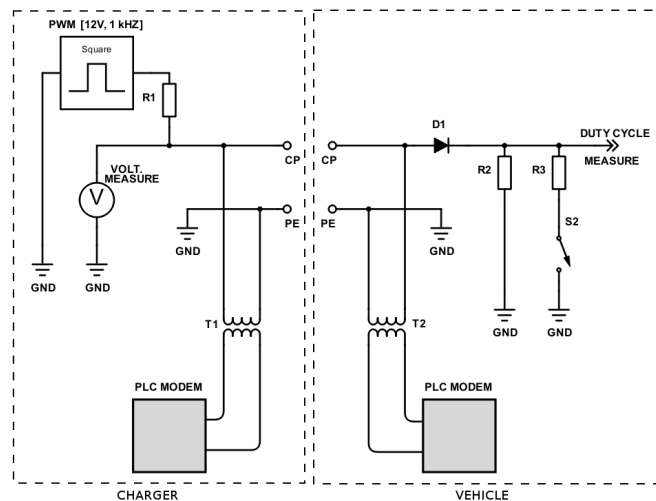 PWM [12V, 1 kHZ]
Square
R1
VOLT.
MEASURE
V
CP
PE
GND
GND
GND
T1
PLC MODEM
CHARGER
CP
PE
D1
DUTY CYCLE
MEASURE
R2
R3
S2
GND
GND
GND
T2
PLC MODEM
VEHICLE